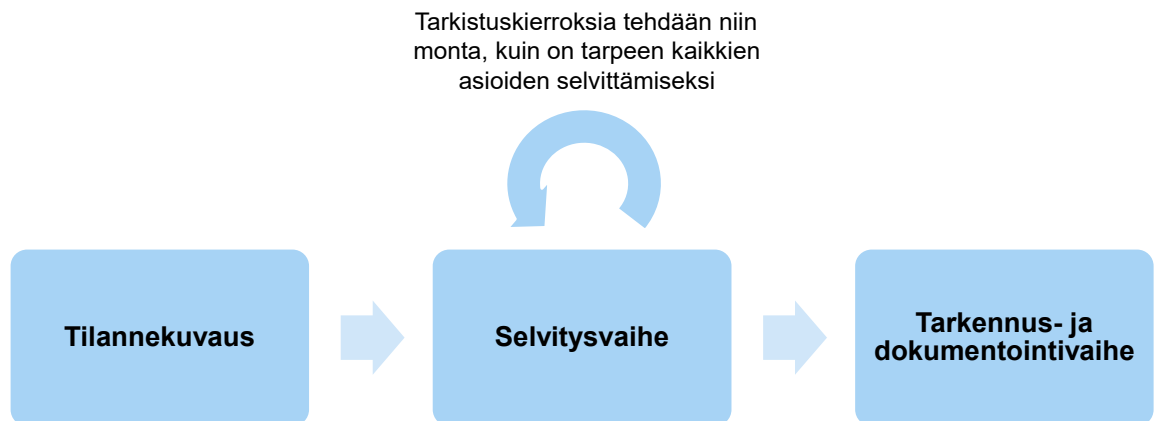 Tarkistuskierroksia tehdään niin
monta, kuin on tarpeen kaikkien
asioiden selvittämiseksi
Tilannekuvaus
Selvitysvaihe
Tarkennus- ja
dokumentointivaihe